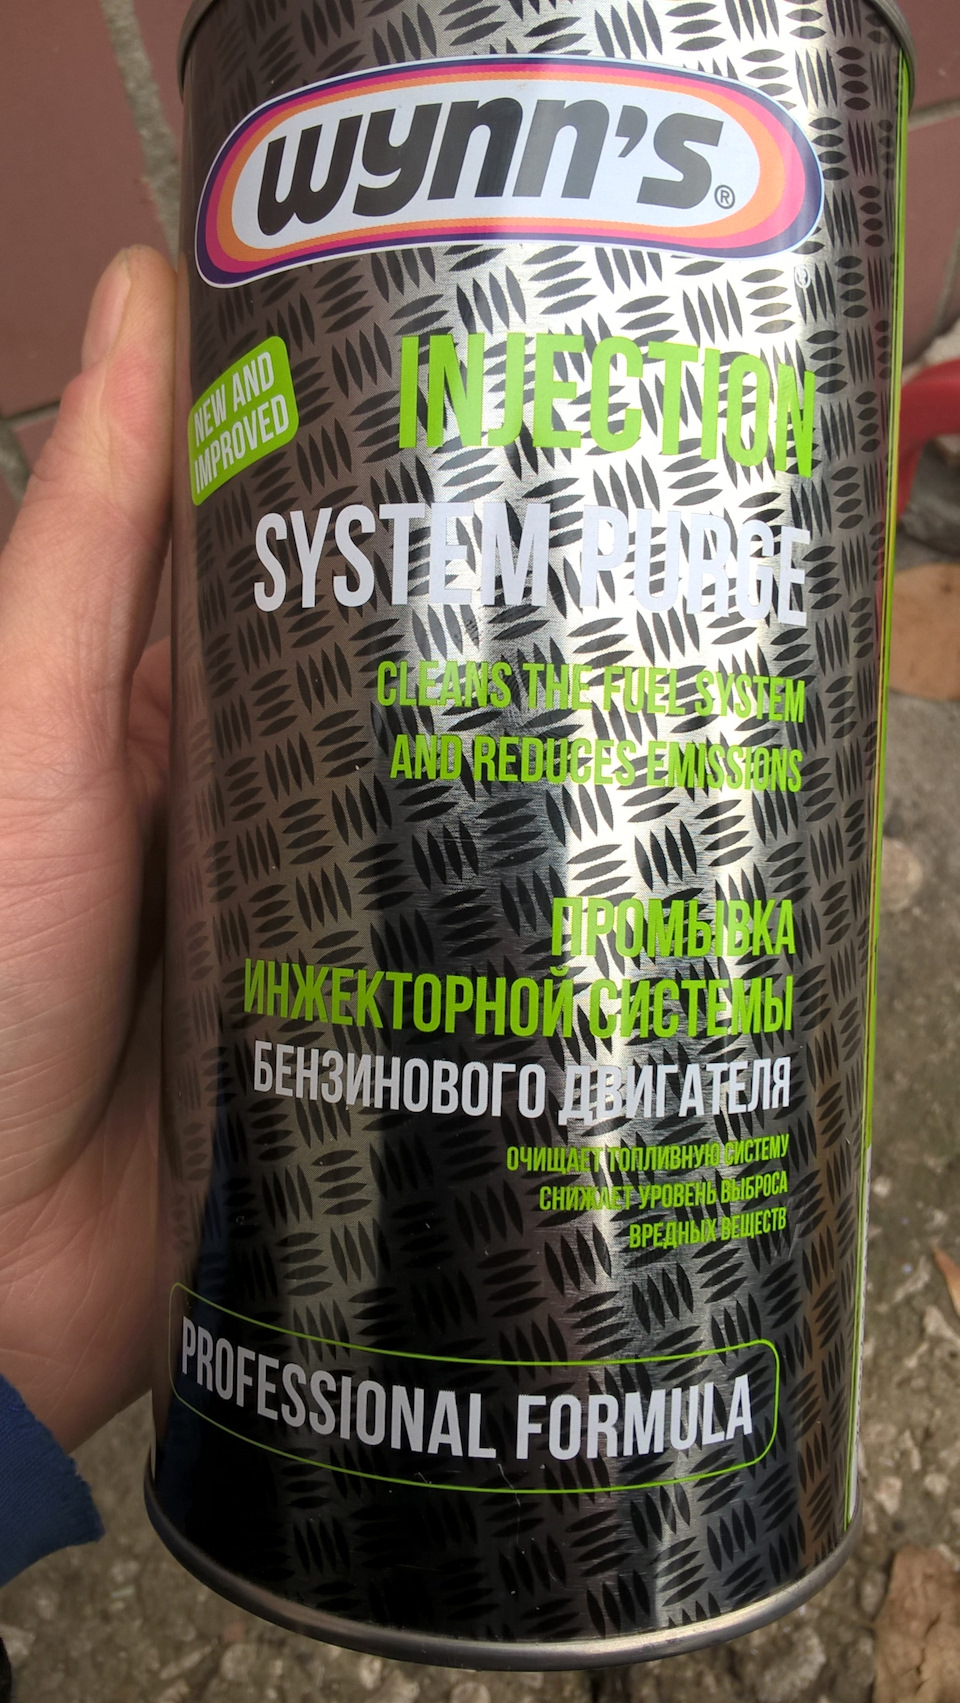 wynn's®
NEW AND
IMPROVED
INJECTION
SYSTEM PURGE
CLEANS THE FUEL SYSTEM
AND REDUCES EMISSIONS
ПРОМЫВКА
ИНЖЕКТОРНОЙ СИСТЕМЫ
БЕНЗИНОВОГО ДВИГАТЕЛЯ
ОЧИЩАЕТ ТОПЛИВНУЮ СИСТЕМУ
СНИЖАЕТ УРОВЕНЬ ВЫБРОСА
ВРЕДНЫХ ВЕЩЕСТВ
PROFESSIONAL FORMULA